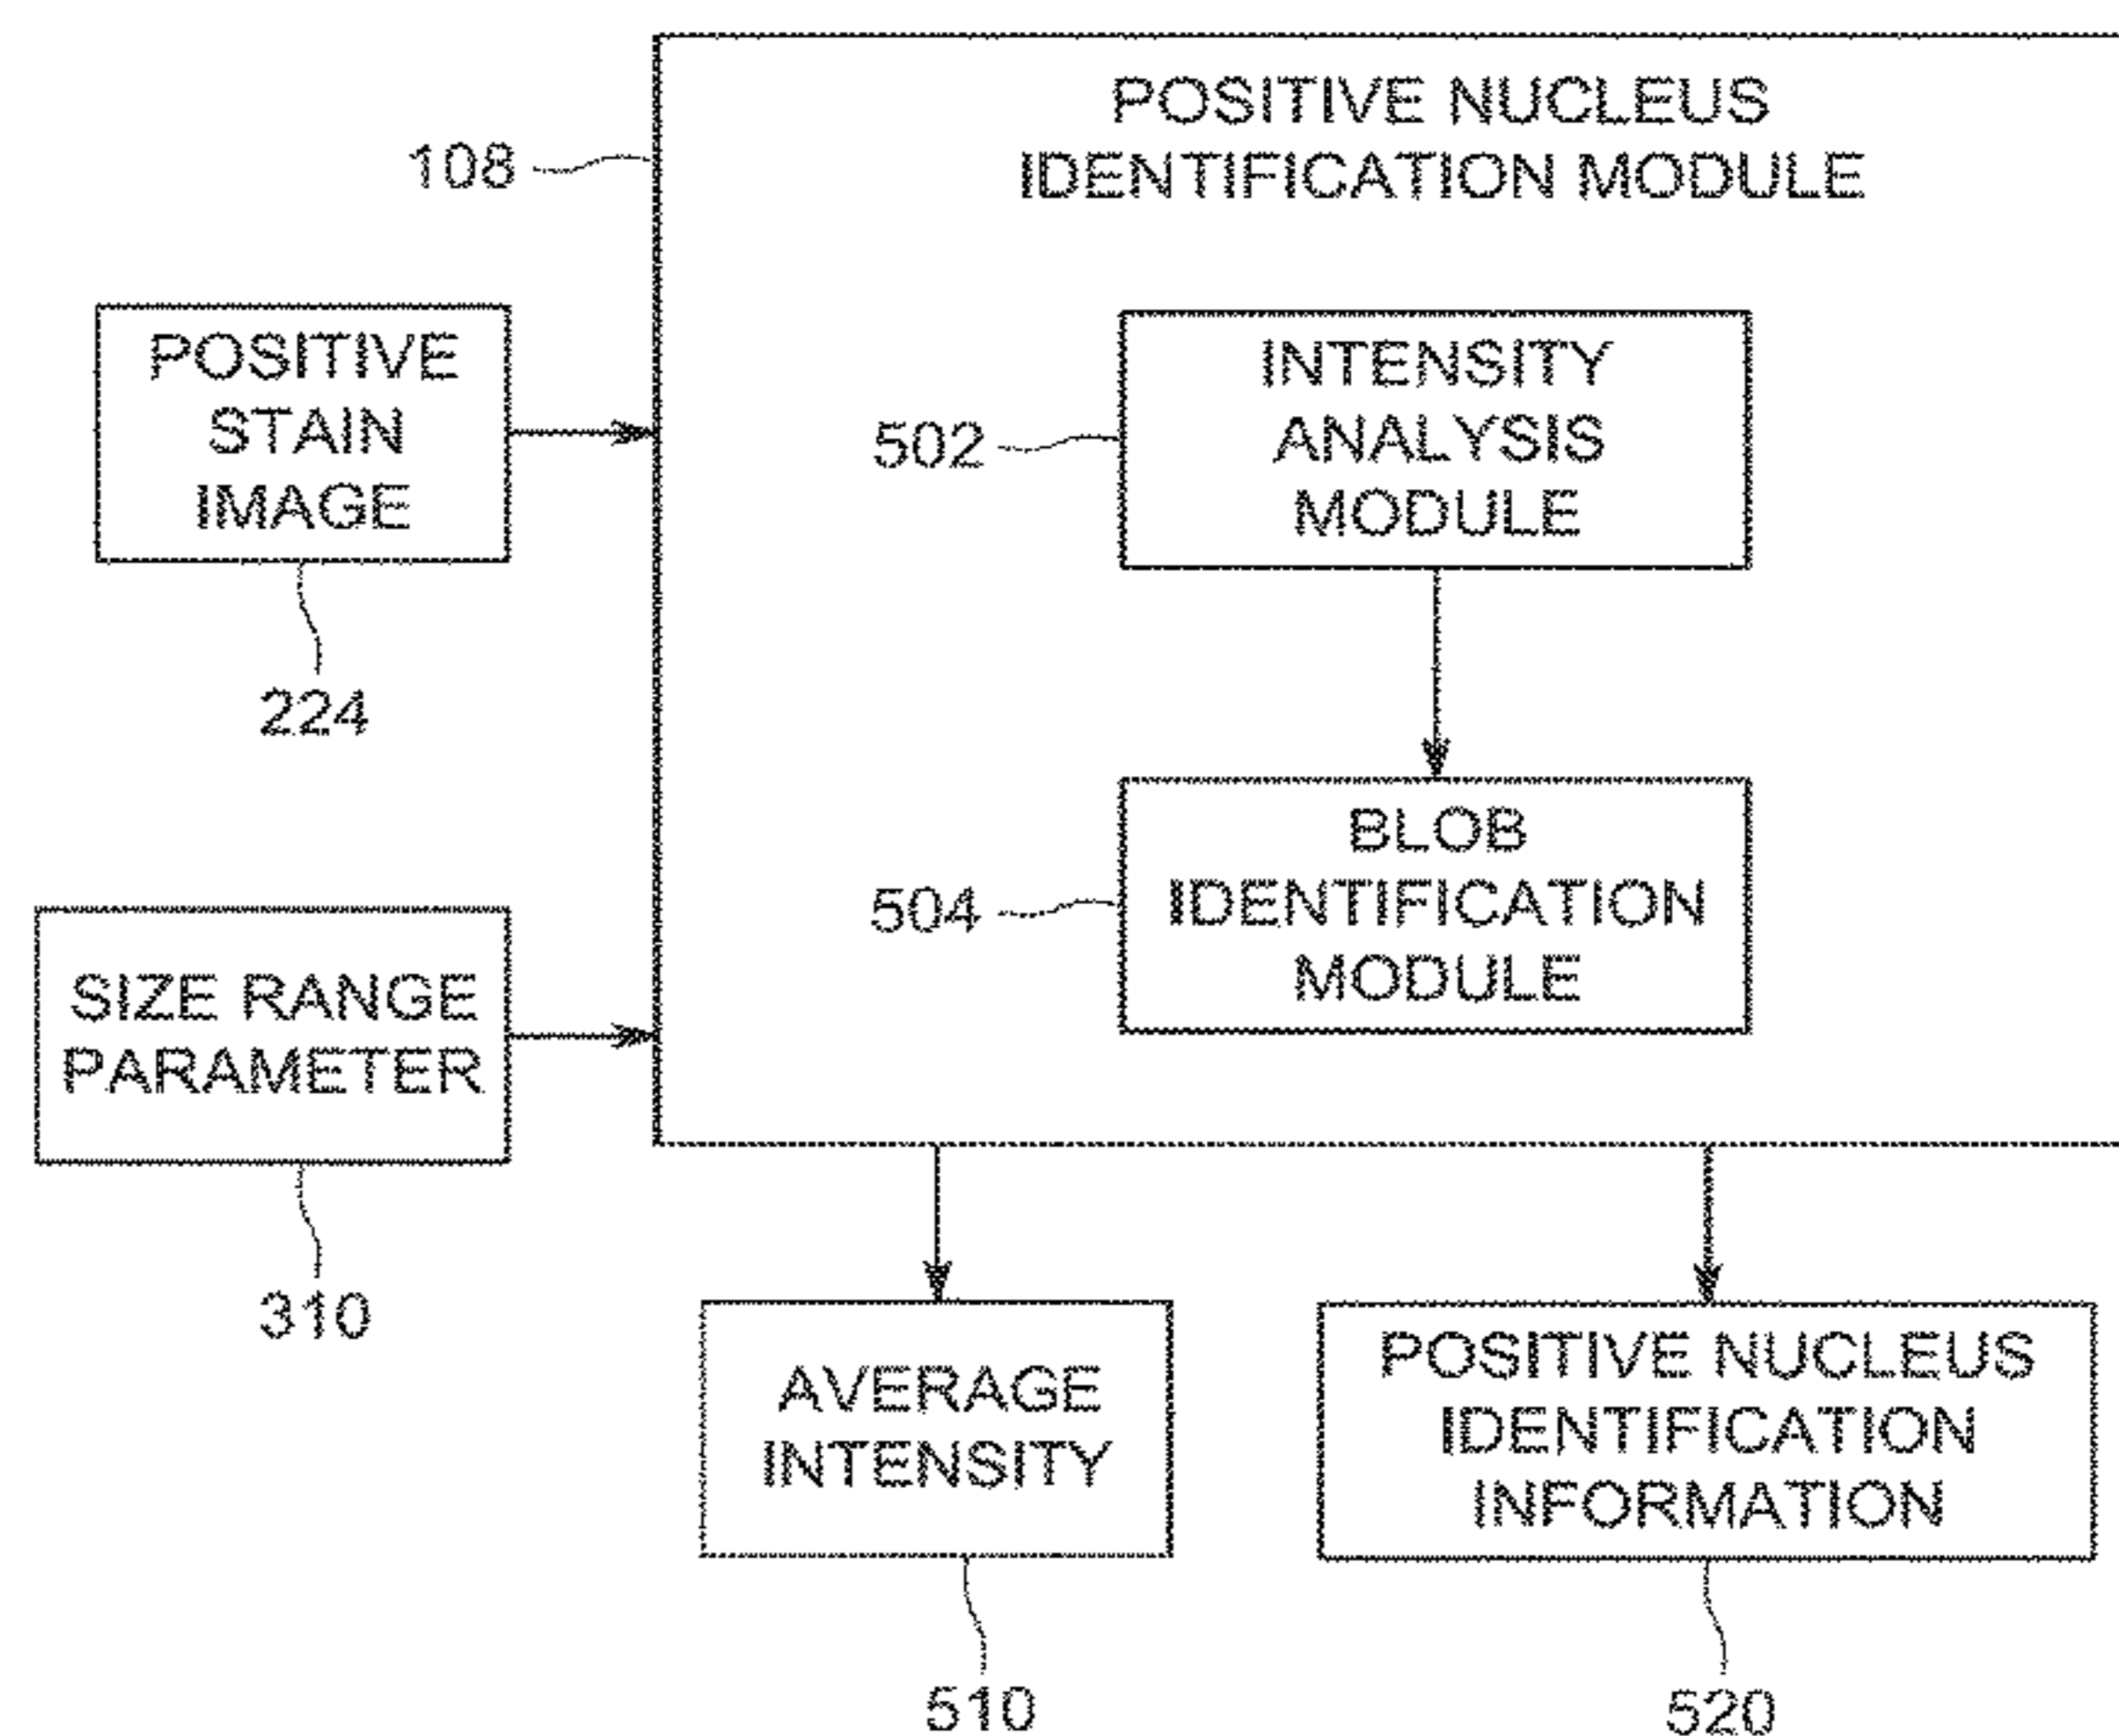 POSITIVE NUCLEUS
IDENTIFICATION MODULE
108
POSITIVE
STAIN
IMAGE
224
INTENSITY
ANALYSIS
MODULE
502
BLOB
IDENTIFICATION
MODULE
504
SIZE RANGE
PARAMETER
310
AVERAGE
INTENSITY
510
POSITIVE NUCLEUS
IDENTIFICATION
INFORMATION
520